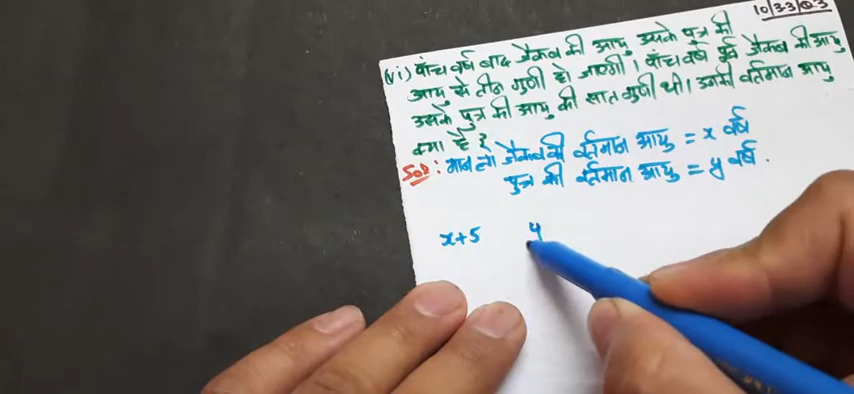 10/3.3/Q3
(vi) पांच वर्ष बाद जैकब की आयु उसके पुत्र की
आयु से तीन गुणी हो जाएगी। पांच वर्ष पूर्व जैकब की आयु
उसके पुत्र की आयु की सात गुणी थी। उनकी वर्तमान आयु
क्या है?
Sol: मान लो जैकब की वर्तमान आयु = x वर्ष
पुत्र की वर्तमान आयु = y वर्ष.
x+5 y